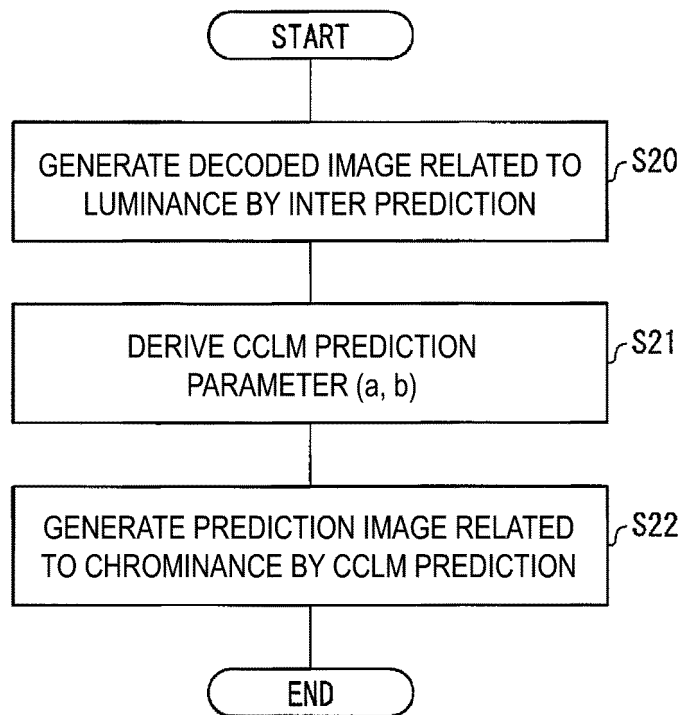 START
GENERATE DECODED IMAGE RELATED TO
LUMINANCE BY INTER PREDICTION
S20
DERIVE CCLM PREDICTION
PARAMETER (a, b)
S21
GENERATE PREDICTION IMAGE RELATED
TO CHROMINANCE BY CCLM PREDICTION
S22
END